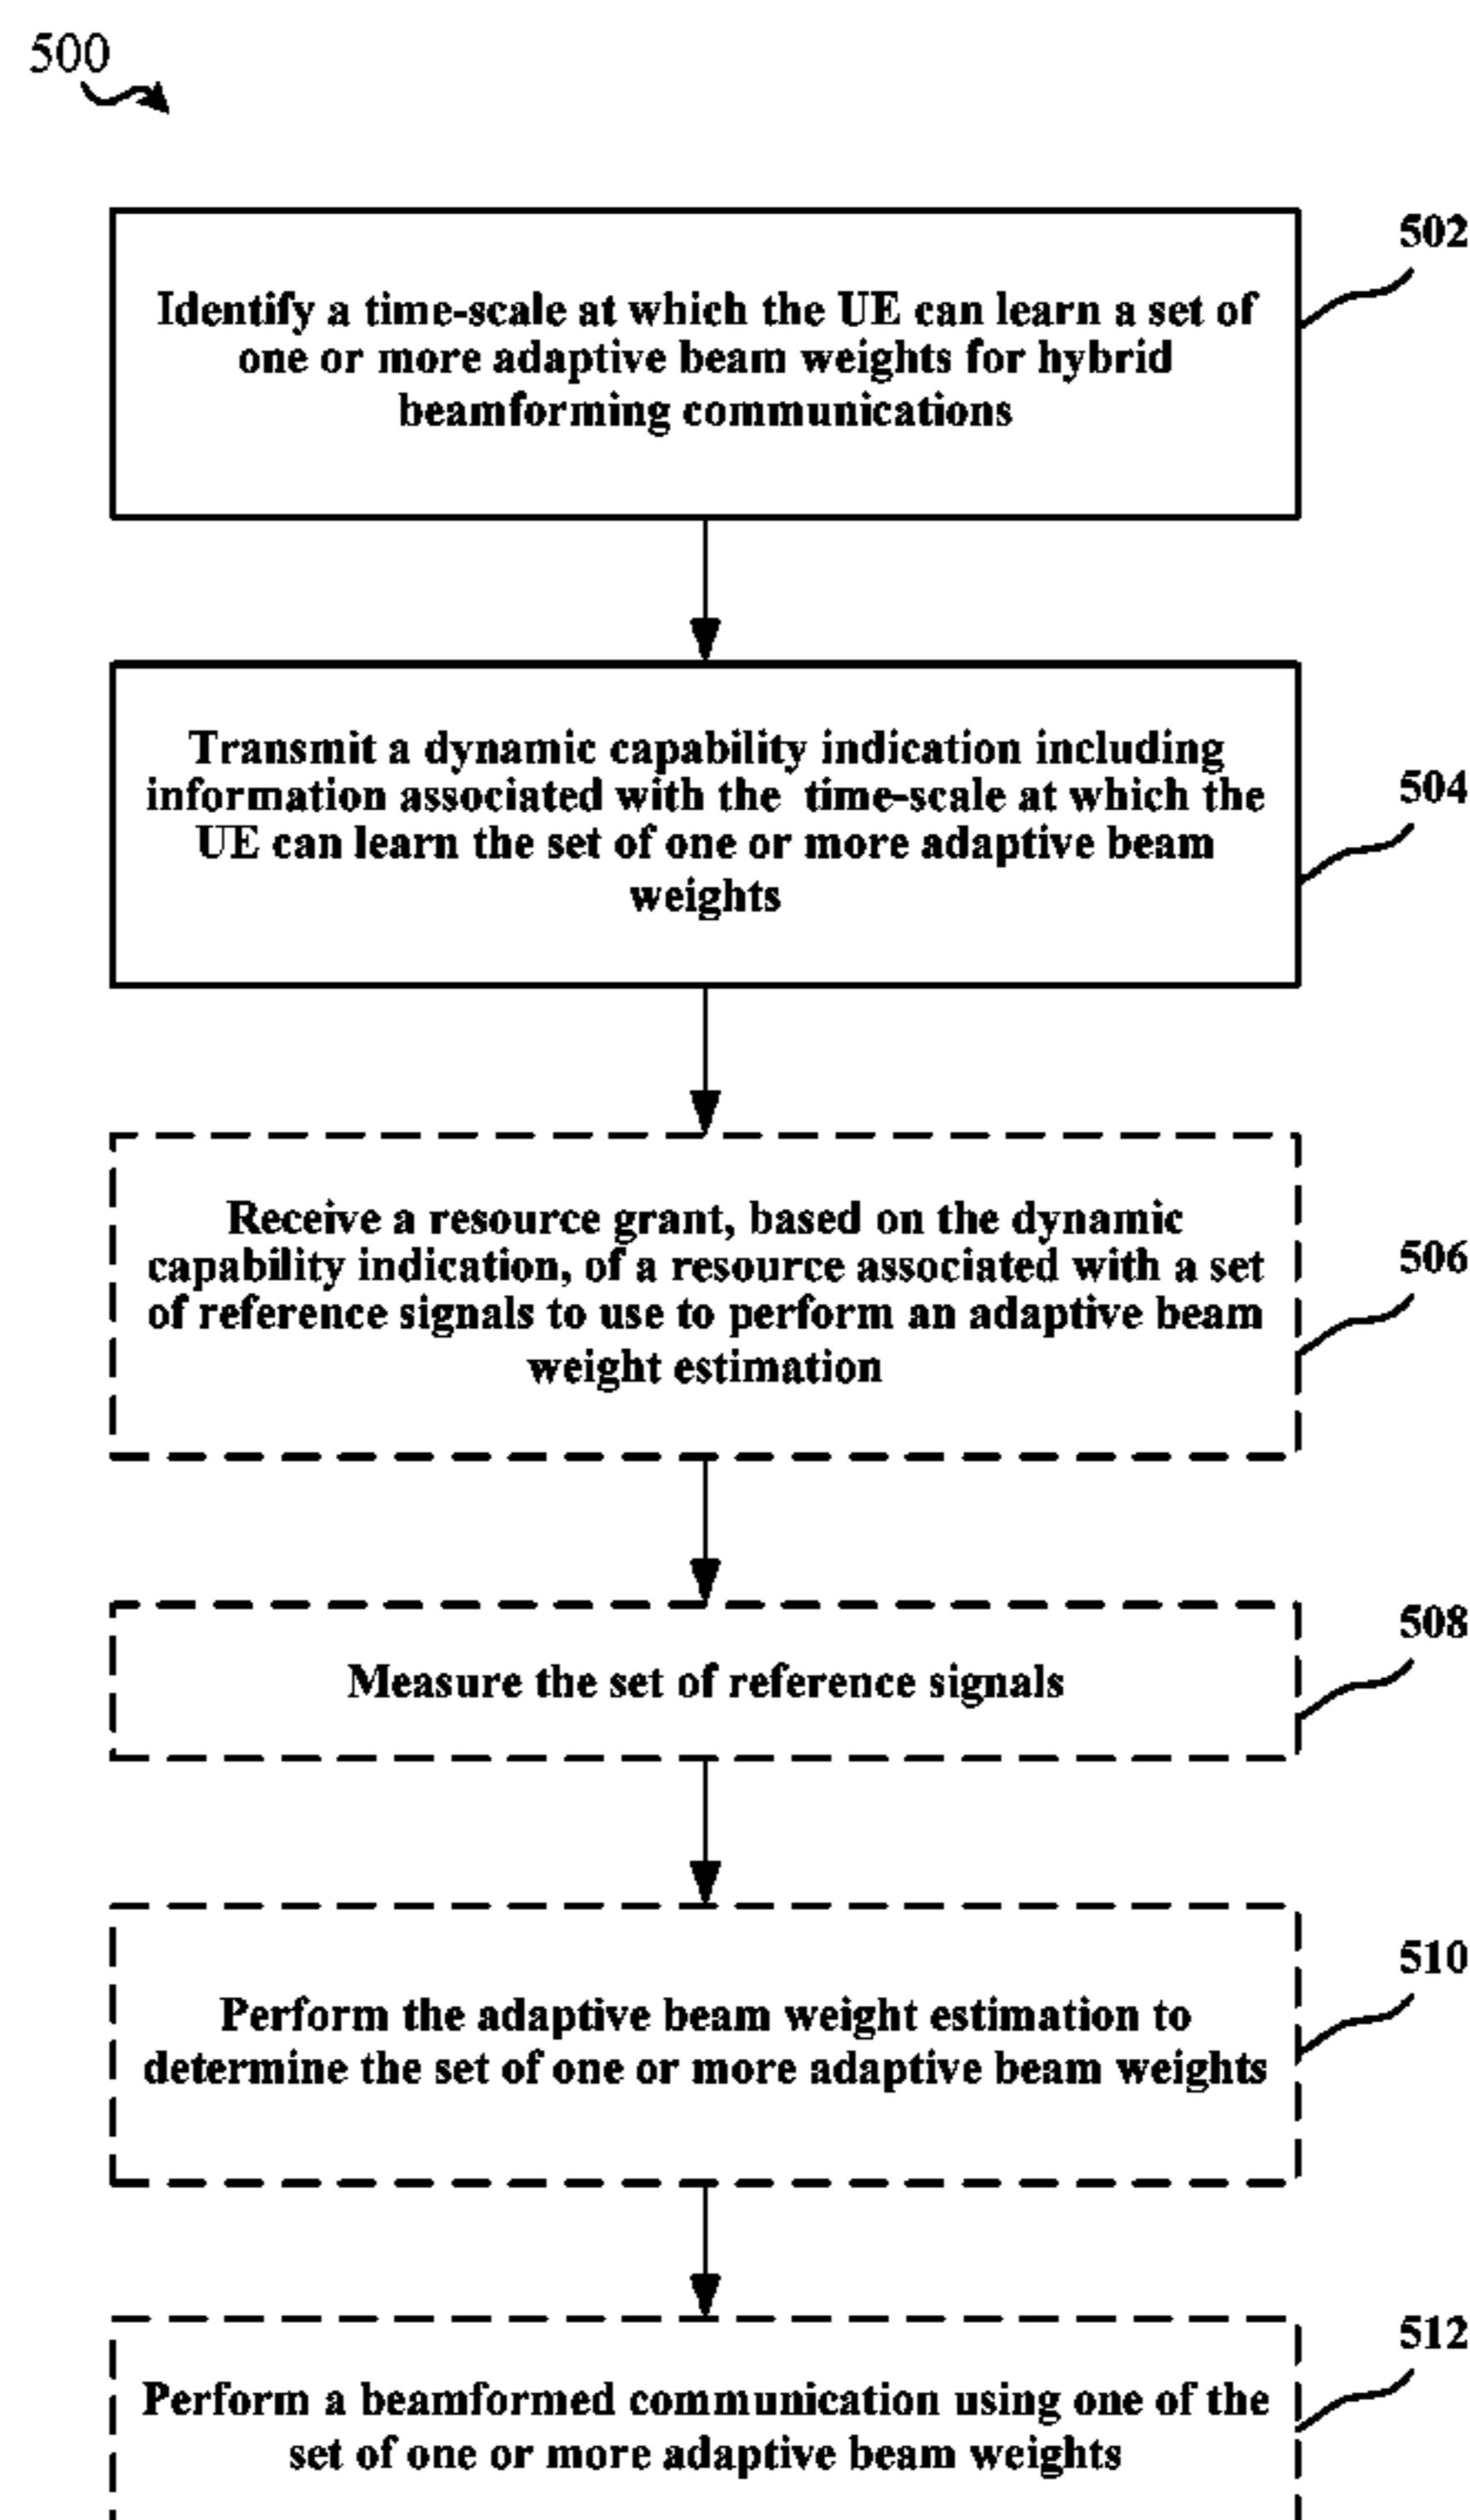 500
502
Identify a time-scale at which the UE can learn a set of
one or more adaptive beam weights for hybrid
beamforming communications
504
Transmit a dynamic capability indication including
information associated with the time-scale at which the
UE can learn the set of one or more adaptive beam
weights
506
Receive a resource grant, based on the dynamic
capability indication, of a resource associated with a set
of reference signals to use to perform an adaptive beam
weight estimation
508
Measure the set of reference signals
510
Perform the adaptive beam weight estimation to
determine the set of one or more adaptive beam weights
512
Perform a beamformed communication using one of the
set of one or more adaptive beam weights